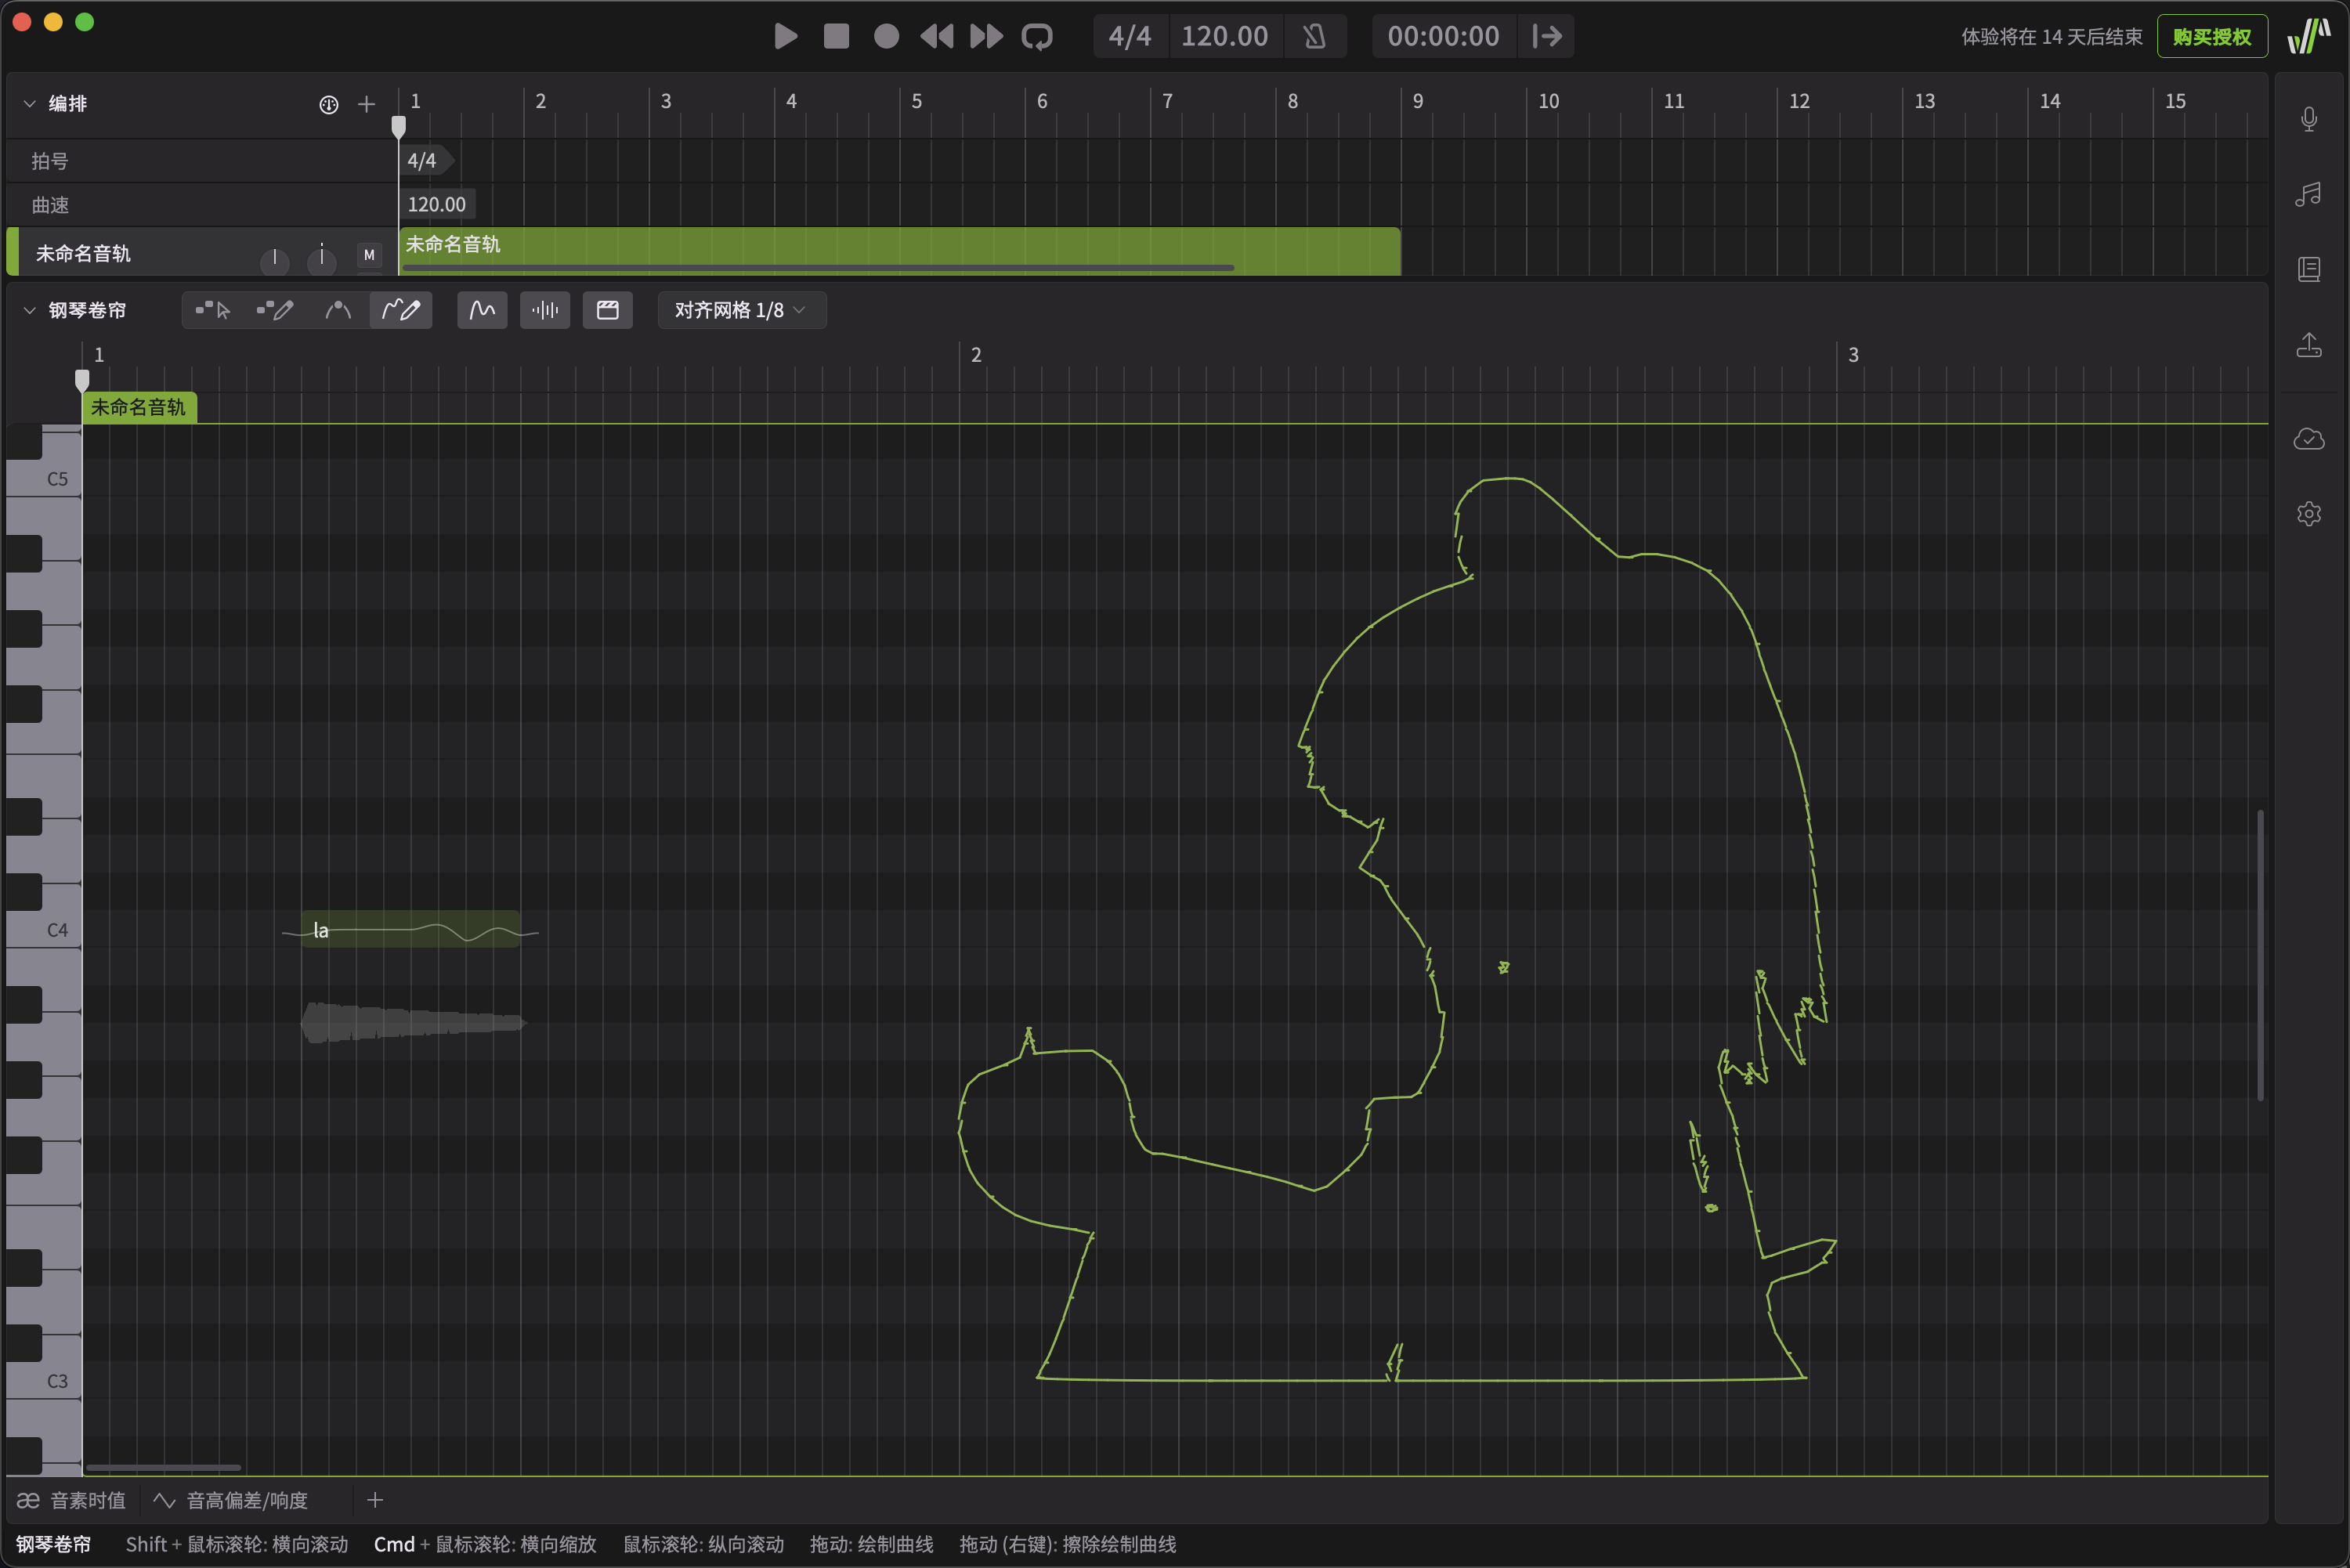 4/4 120.00 00:00:00 体验将在 14 天后结束 购买授权
编排 1 2 3 4 5 6 7 8 9 10 11 12 13 14 15
拍号 4/4
曲速 120.00
未命名音轨 M 未命名音轨
钢琴卷帘 对齐网格 1/8
1 2 3
未命名音轨
C5
C4 la
C3
æ 音素时值 音高偏差/响度
钢琴卷帘 Shift + 鼠标滚轮: 横向滚动 Cmd + 鼠标滚轮: 横向缩放 鼠标滚轮: 纵向滚动 拖动: 绘制曲线 拖动 (右键): 擦除绘制曲线